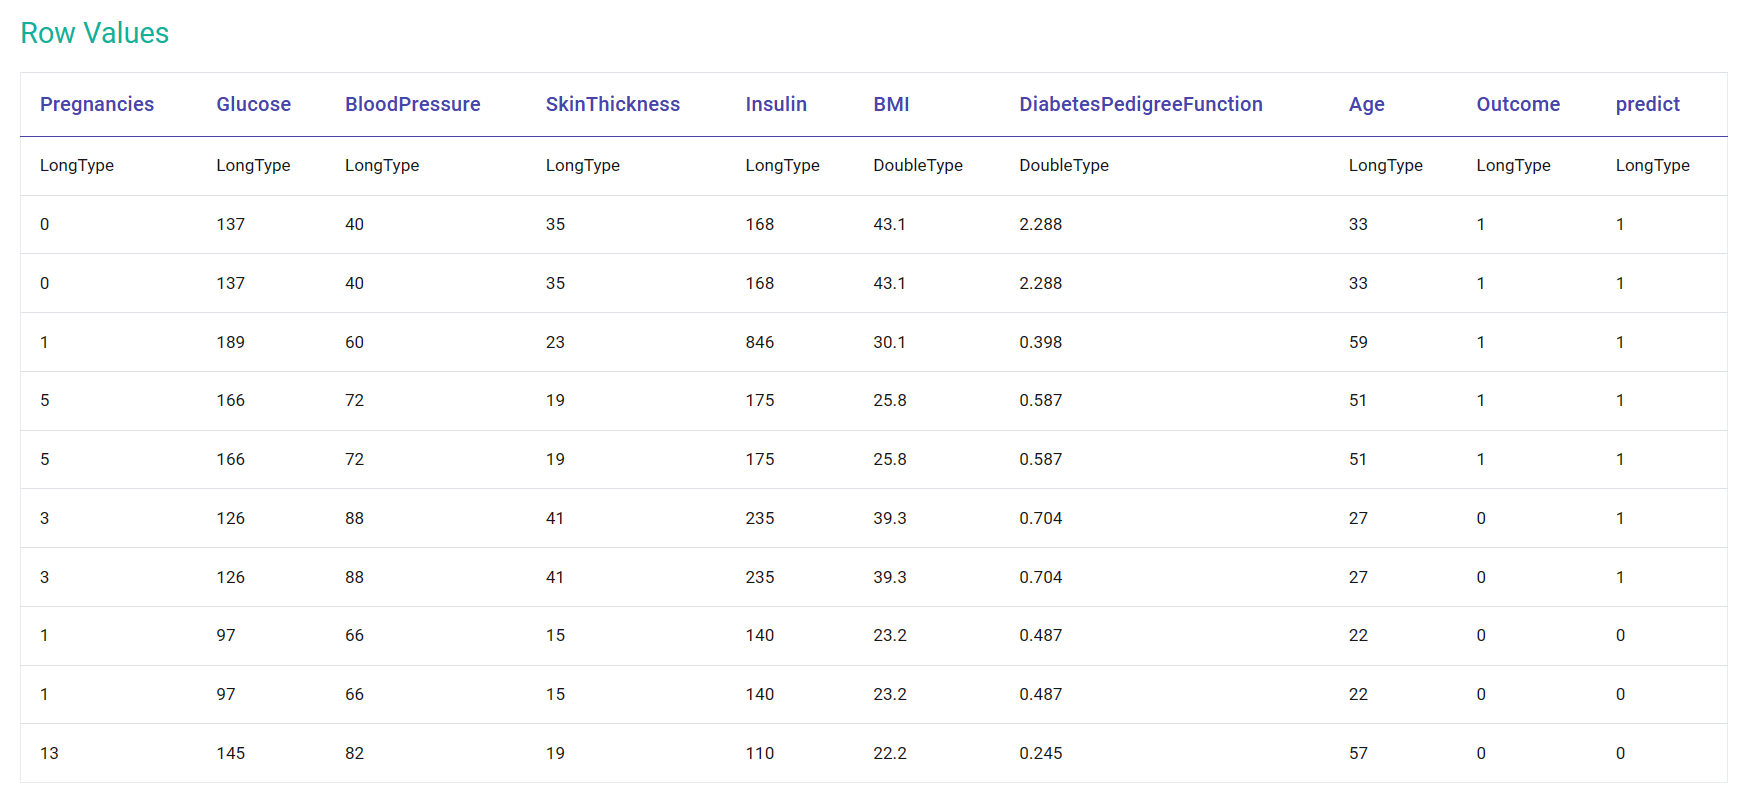 Row Values
Pregnancies Glucose BloodPressure SkinThickness Insulin BMI DiabetesPedigreeFunction Age Outcome predict
LongType LongType LongType LongType LongType DoubleType DoubleType LongType LongType LongType
0 137 40 35 168 43.1 2.288 33 1 1
0 137 40 35 168 43.1 2.288 33 1 1
1 189 60 23 846 30.1 0.398 59 1 1
5 166 72 19 175 25.8 0.587 51 1 1
5 166 72 19 175 25.8 0.587 51 1 1
3 126 88 41 235 39.3 0.704 27 0 1
3 126 88 41 235 39.3 0.704 27 0 1
1 97 66 15 140 23.2 0.487 22 0 0
1 97 66 15 140 23.2 0.487 22 0 0
13 145 82 19 110 22.2 0.245 57 0 0